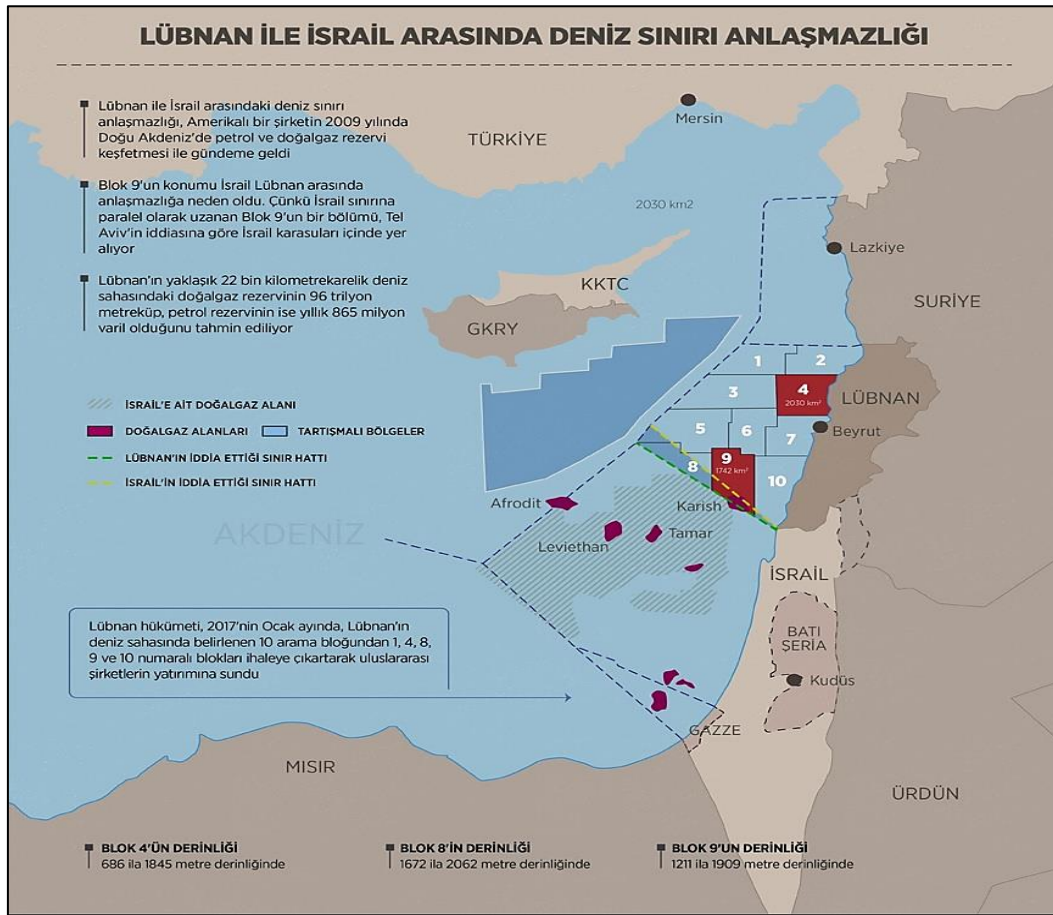 LÜBNAN İLE İSRAİL ARASINDA DENİZ SINIRI ANLAŞMAZLIĞI
Lübnan ile İsrail arasındaki deniz sınırı
anlaşmazlığı, Amerikalı bir şirketin 2009 yılında
Doğu Akdeniz'de petrol ve doğalgaz rezervi
keşfetmesi ile gündeme geldi
Blok 9'un konumu İsrail Lübnan arasında
anlaşmazlığa neden oldu. Çünkü İsrail sınırına
paralel olarak uzanan Blok 9'un bir bölümü, Tel
Aviv'in iddiasına göre İsrail karasuları içinde yer
alıyor
Lübnan'ın yaklaşık 22 bin kilometrekarelik deniz
sahasındaki doğalgaz rezervinin 96 trilyon
metreküp, petrol rezervinin ise yıllık 865 milyon
varil olduğunu tahmin ediliyor
İSRAİL'E AİT DOĞALGAZ ALANI
DOĞALGAZ ALANLARI
TARTIŞMALI BÖLGELER
LÜBNAN'IN İDDİA ETTİĞİ SINIR HATTI
İSRAİL'İN İDDİA ETTİĞİ SINIR HATTI
TÜRKİYE
Mersin
2030 km2
Lazkiye
KKTC
GKRY
SURİYE
1
2
3
4
2030 km²
LÜBNAN
Beyrut
5
6
7
8
9
1742 km²
10
Afrodit
Karish
Leviethan
Tamar
AKDENİZ
İSRAİL
BATI
ŞERİA
Kudüs
GAZZE
MISIR
ÜRDÜN
Lübnan hükümeti, 2017'nin Ocak ayında, Lübnan'ın
deniz sahasında belirlenen 10 arama bloğundan 1, 4, 8,
9 ve 10 numaralı blokları ihaleye çıkartarak uluslararası
şirketlerin yatırımına sundu
BLOK 4'ÜN DERİNLİĞİ
686 ila 1845 metre derinliğinde
BLOK 8'İN DERİNLİĞİ
1672 ila 2062 metre derinliğinde
BLOK 9'UN DERİNLİĞİ
1211 ila 1909 metre derinliğinde